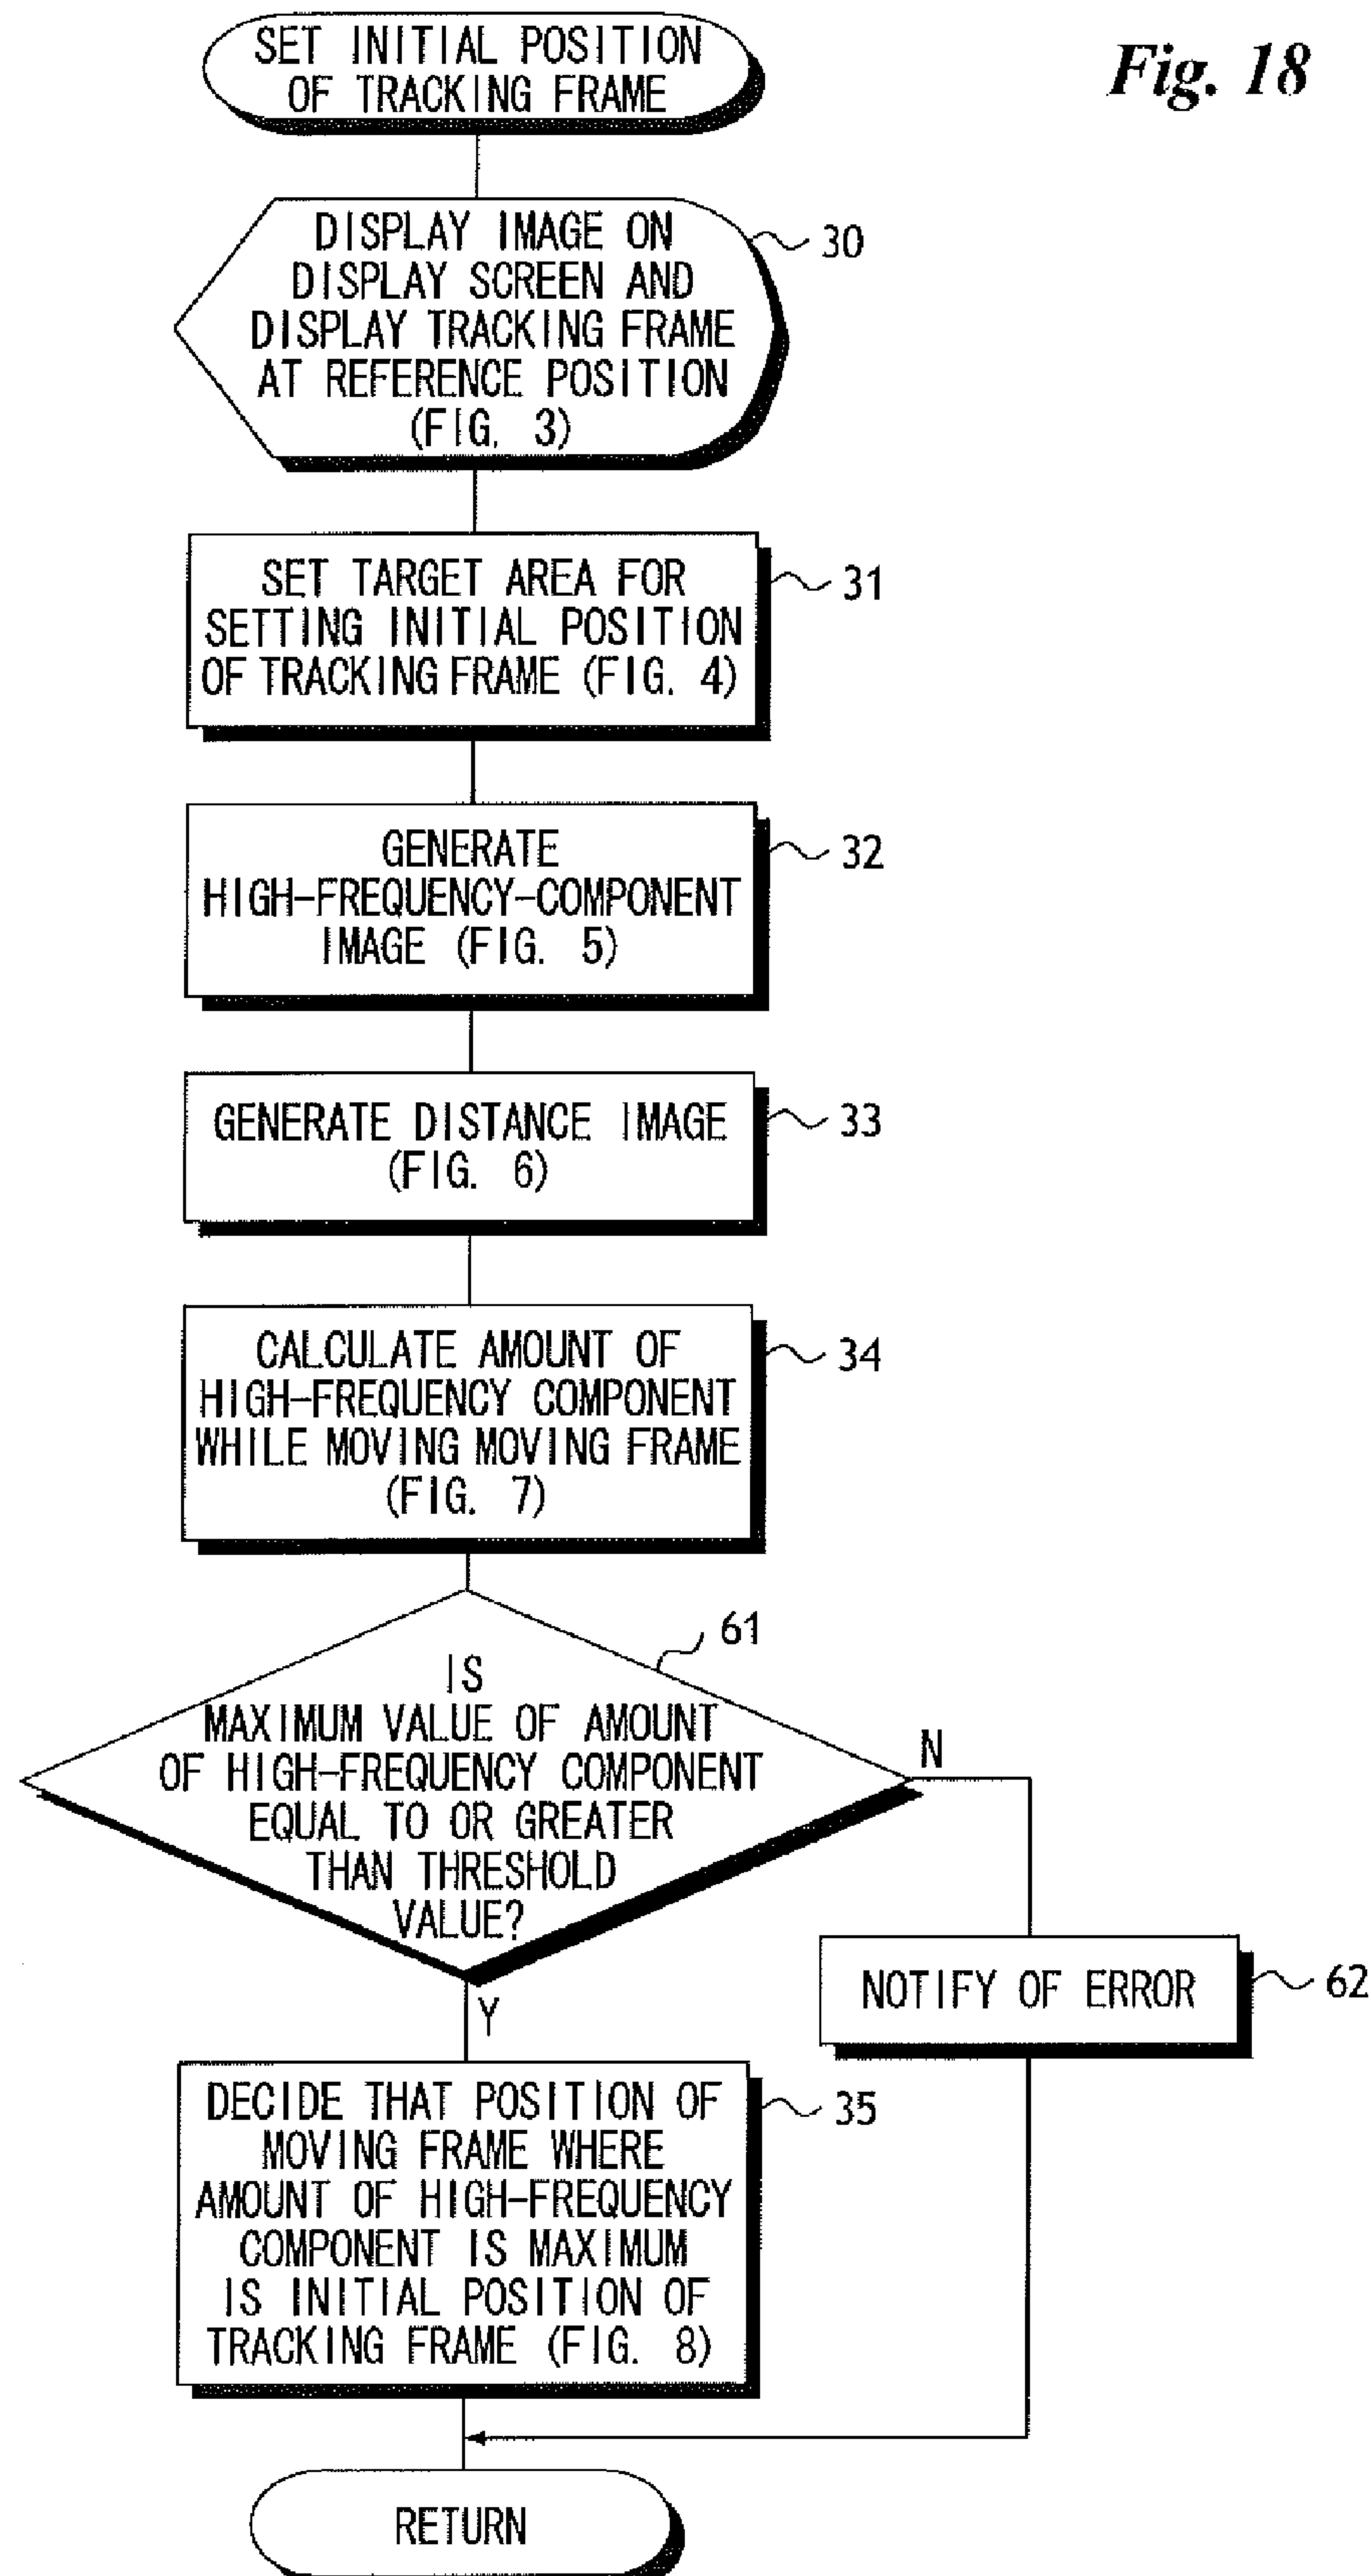 Fig. 18
SET INITIAL POSITION
OF TRACKING FRAME
DISPLAY IMAGE ON
DISPLAY SCREEN AND
DISPLAY TRACKING FRAME
AT REFERENCE POSITION
(FIG. 3)
30
SET TARGET AREA FOR
SETTING INITIAL POSITION
OF TRACKING FRAME (FIG. 4)
31
GENERATE
HIGH-FREQUENCY-COMPONENT
IMAGE (FIG. 5)
32
GENERATE DISTANCE IMAGE
(FIG. 6)
33
CALCULATE AMOUNT OF
HIGH-FREQUENCY COMPONENT
WHILE MOVING MOVING FRAME
(FIG. 7)
34
61
IS
MAXIMUM VALUE OF AMOUNT
OF HIGH-FREQUENCY COMPONENT
EQUAL TO OR GREATER
THAN THRESHOLD
VALUE?
N
Y
NOTIFY OF ERROR
62
DECIDE THAT POSITION OF
MOVING FRAME WHERE
AMOUNT OF HIGH-FREQUENCY
COMPONENT IS MAXIMUM
IS INITIAL POSITION OF
TRACKING FRAME (FIG. 8)
35
RETURN